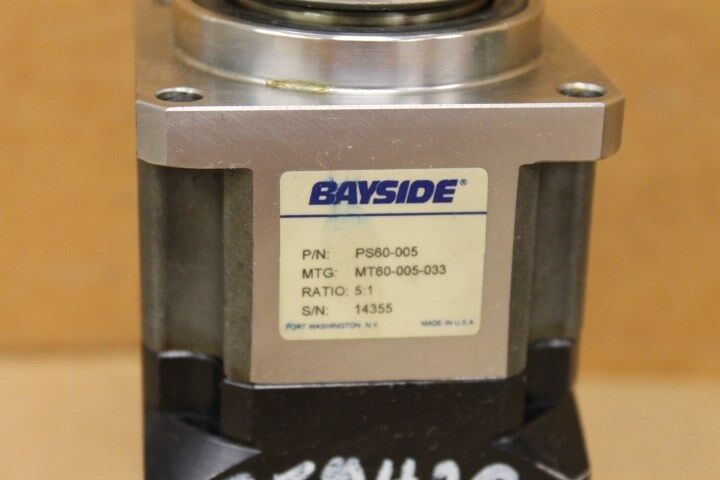 BAYSIDE®
P/N: PS60-005
MTG: MT60-005-033
RATIO: 5:1
S/N: 14355
PORT WASHINGTON N.Y. MADE IN U.S.A